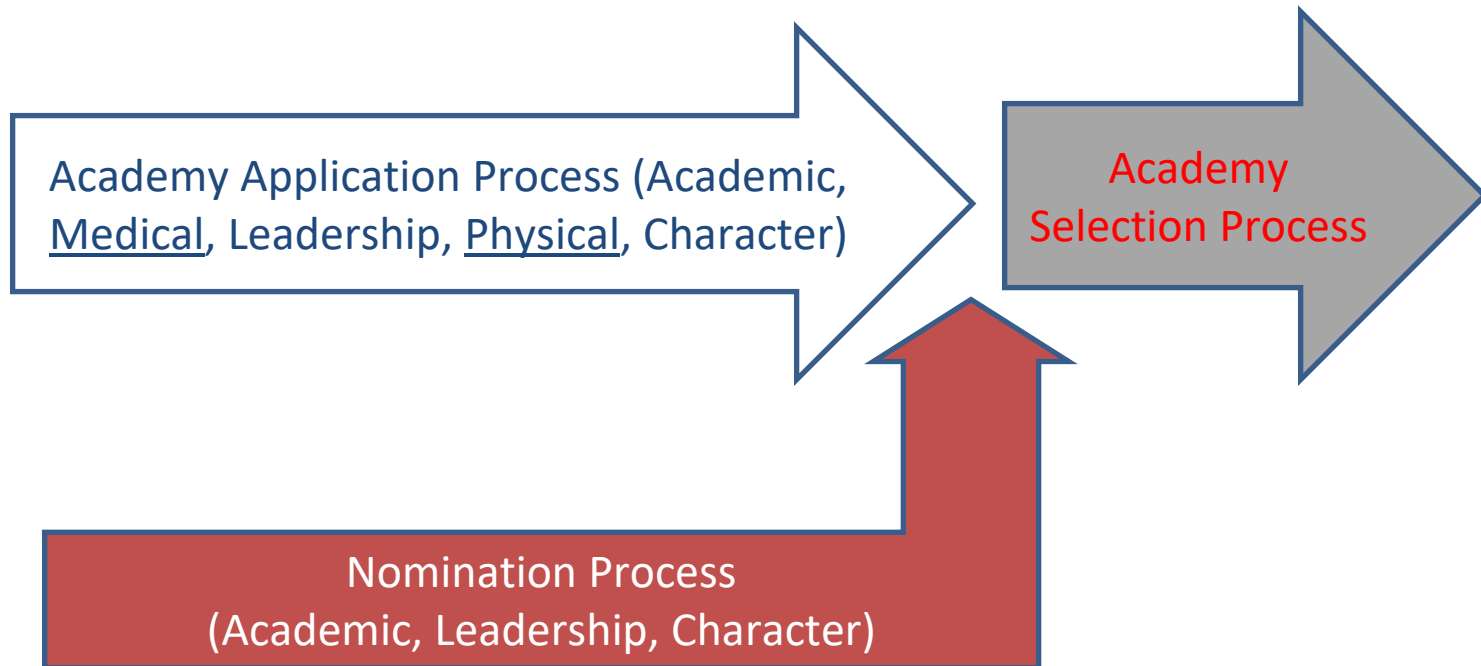 Academy Application Process (Academic,
Medical, Leadership, Physical, Character)
Academy
Selection Process
Nomination Process
(Academic, Leadership, Character)